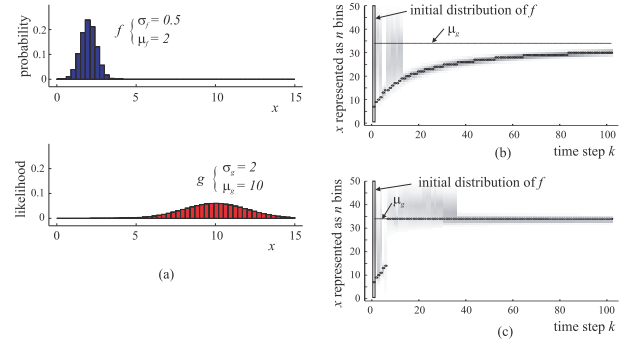 probability
0.2
0.1
0
f { σf = 0.5
μf = 2
0 5 10 15
x
likelihood
0.2
0.1
0
g { σg = 2
μg = 10
0 5 10 15
x
(a)
x represented as n bins
50
40
30
20
10
0
initial distribution of f
μg
0 20 40 60 80 100
(b)
time step k
x represented as n bins
50
40
30
20
10
0
initial distribution of f
μg
0 20 40 60 80 100
(c)
time step k